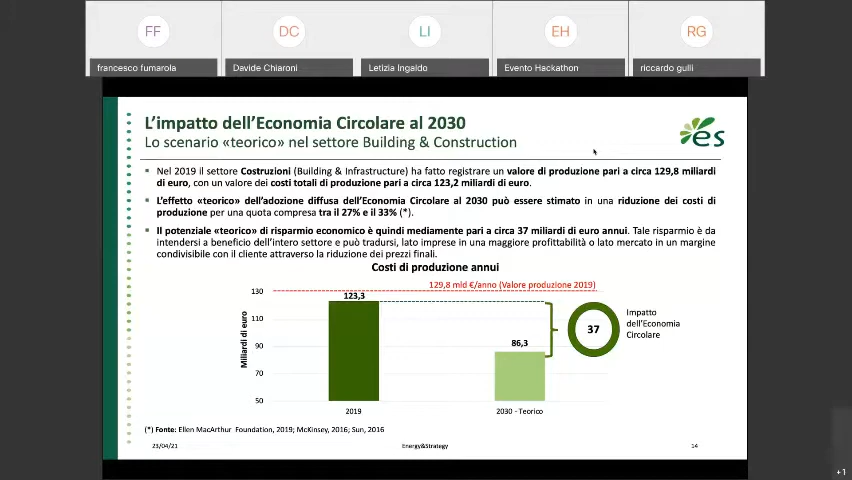 FF
DC
LI
EH
RG
francesco fumarola
Davide Chiaroni
Letizia Ingaldo
Evento Hackathon
riccardo gulli
L'impatto dell'Economia Circolare al 2030
Lo scenario «teorico» nel settore Building & Construction
es
Nel 2019 il settore Costruzioni (Building & Infrastructure) ha fatto registrare un valore di produzione pari a circa 129,8 miliardi
di euro, con un valore dei costi totali di produzione pari a circa 123,2 miliardi di euro.
L'effetto «teorico» dell'adozione diffusa dell'Economia Circolare al 2030 può essere stimato in una riduzione dei costi di
produzione per una quota compresa tra il 27% e il 33% (*).
Il potenziale «teorico» di risparmio economico è quindi mediamente pari a circa 37 miliardi di euro annui. Tale risparmio è da
intendersi a beneficio dell'intero settore e può tradursi, lato imprese in una maggiore profittabilità o lato mercato in un margine
condivisibile con il cliente attraverso la riduzione dei prezzi finali.
Costi di produzione annui
129,8 mld €/anno (Valore produzione 2019)
Miliardi di euro
130
110
90
70
50
123,3
86,3
37
Impatto
dell'Economia
Circolare
2019
2030 - Teorico
(*) Fonte: Ellen MacArthur Foundation, 2019; McKinsey, 2016; Sun, 2016
23/04/21
Energy&Strategy
14
+1